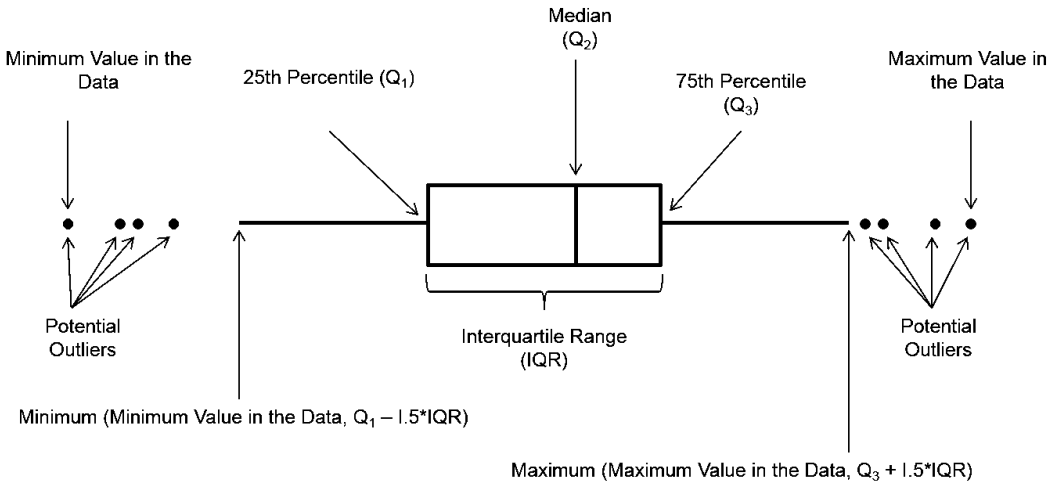 Median
(Q₂)
Minimum Value in the
Data
25th Percentile (Q₁)
75th Percentile
(Q₃)
Maximum Value in
the Data
Potential
Outliers
Interquartile Range
(IQR)
Potential
Outliers
Minimum (Minimum Value in the Data, Q₁ – I.5*IQR)
Maximum (Maximum Value in the Data, Q₃ + I.5*IQR)